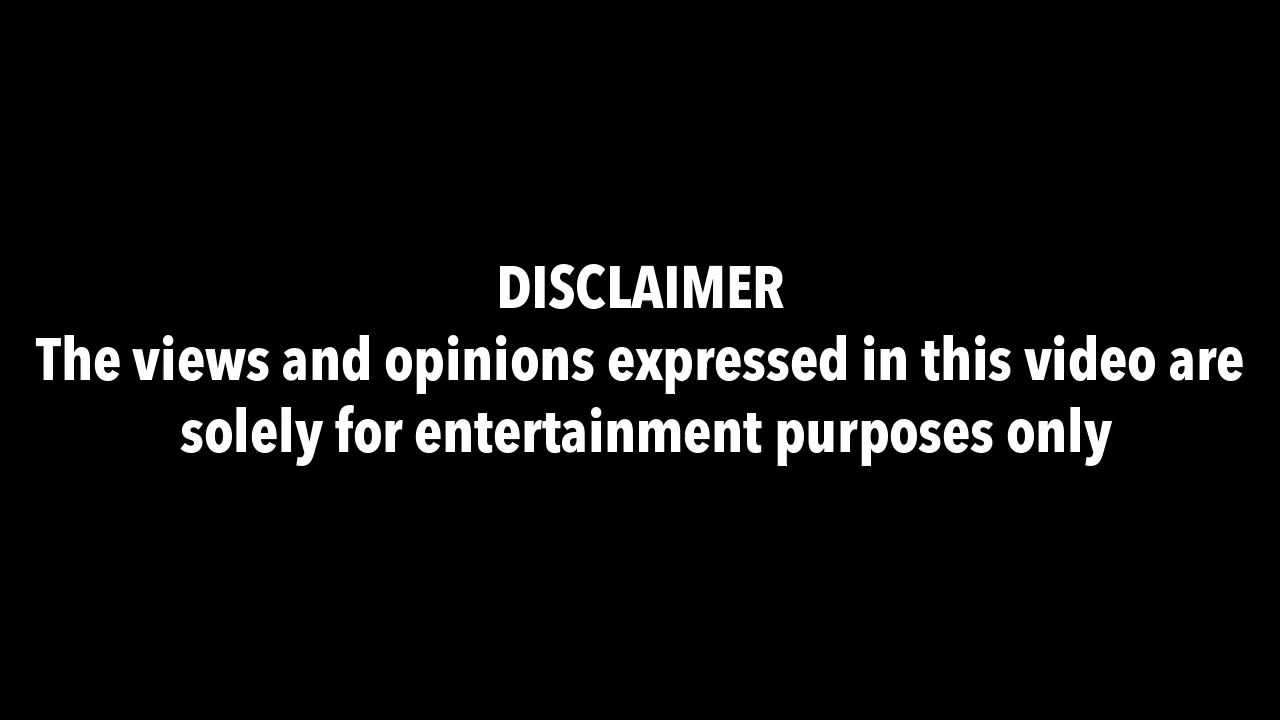 DISCLAIMER
The views and opinions expressed in this video are
solely for entertainment purposes only